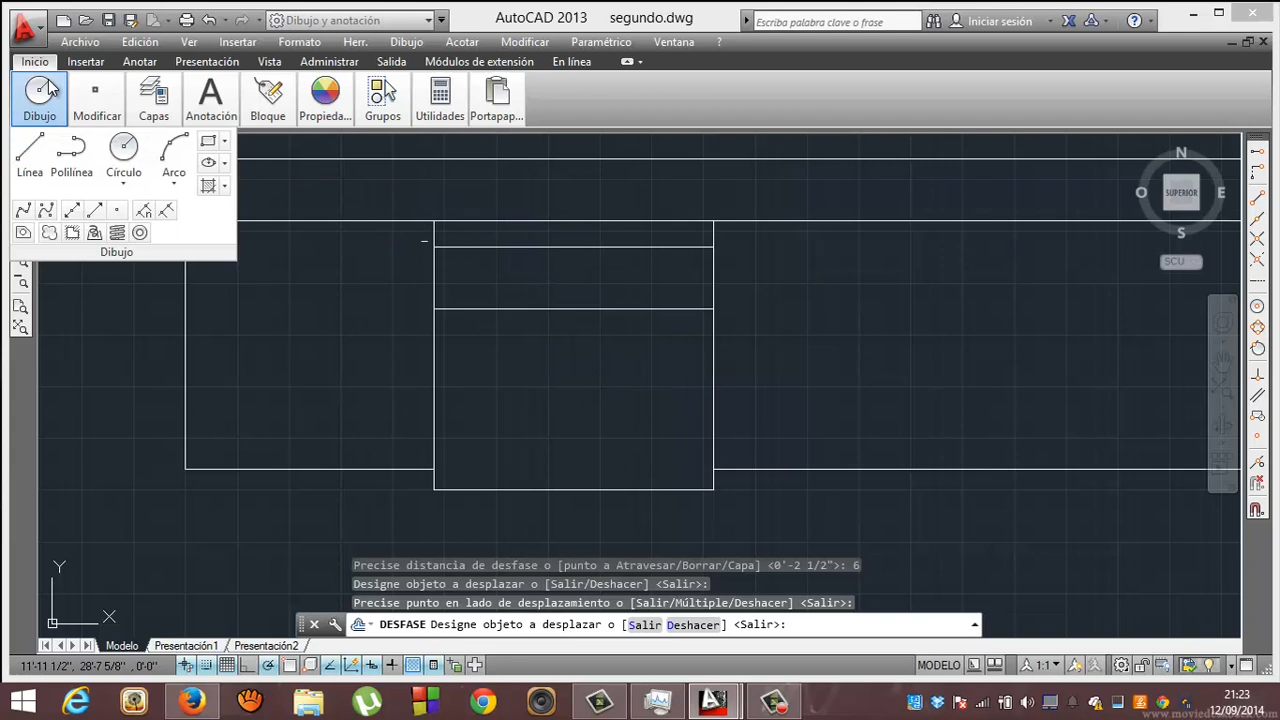 Dibujo y anotación
AutoCAD 2013 segundo.dwg
Escriba palabra clave o frase
Iniciar sesión
Archivo Edición Ver Insertar Formato Herr. Dibujo Acotar Modificar Paramétrico Ventana ?
Inicio Insertar Anotar Presentación Vista Administrar Salida Módulos de extensión En línea
Dibujo Modificar Capas Anotación Bloque Propieda... Grupos Utilidades Portapap...
Línea Polilínea Círculo Arco
Dibujo
N
O SUPERIOR E
S
SCU
Y
X
Precise distancia de desfase o [punto a Atravesar/Borrar/Capa] <0'-2 1/2">: 6
Designe objeto a desplazar o [Salir/Deshacer] <Salir>:
Precise punto en lado de desplazamiento o [Salir/Múltiple/Deshacer] <Salir>:
DESFASE Designe objeto a desplazar o [Salir Deshacer] <Salir>:
Modelo Presentación1 Presentación2
11'-11 1/2", 28'-7 5/8" , 0'-0"
MODELO
1:1
21:23
12/09/2014